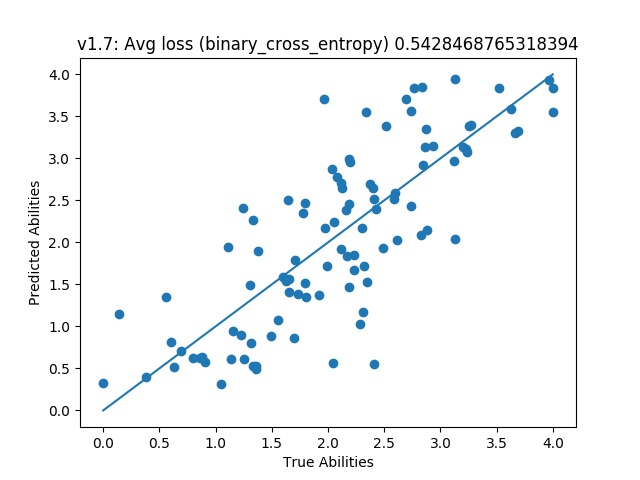 v1.7: Avg loss (binary_cross_entropy) 0.5428468765318394
4.0
3.5
3.0
2.5
2.0
1.5
1.0
0.5
0.0
Predicted Abilities
0.0 0.5 1.0 1.5 2.0 2.5 3.0 3.5 4.0
True Abilities